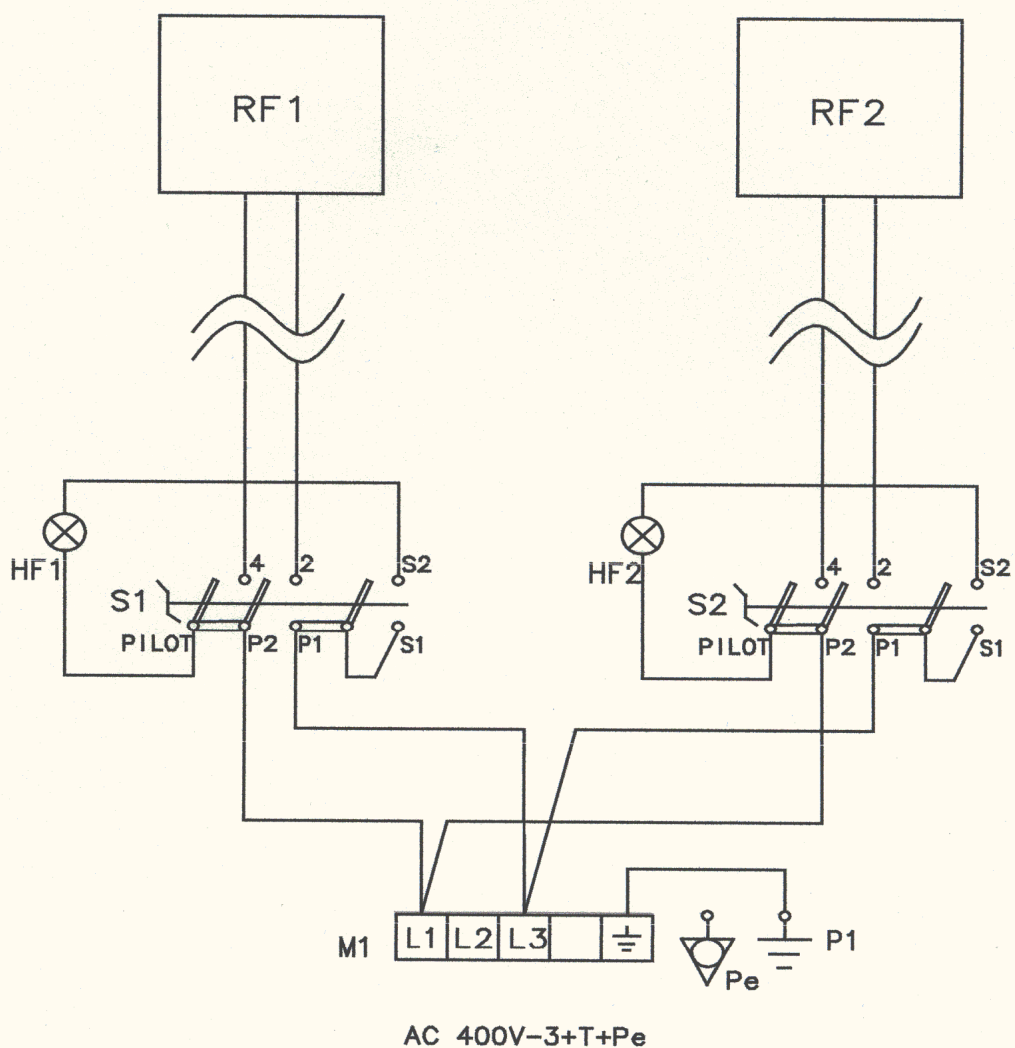 RF1
RF2
HF1
4
2
S2
S1
PILOT
P2
P1
S1
HF2
4
2
S2
S2
PILOT
P2
P1
S1
M1
L1
L2
L3
Pe
P1
AC 400V-3+T+Pe